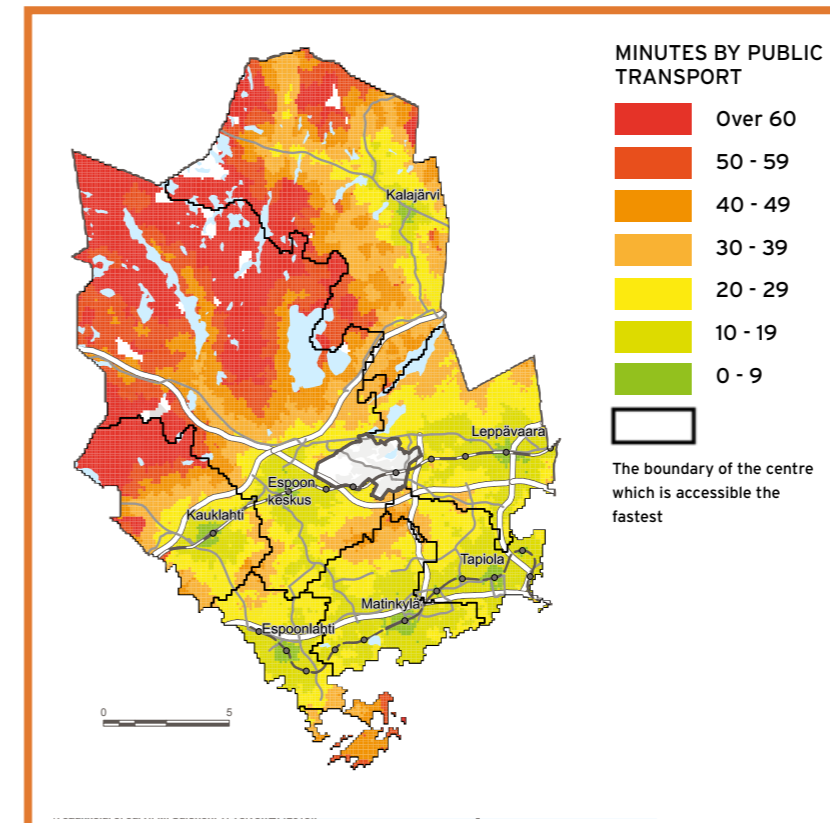 MINUTES BY PUBLIC
TRANSPORT
Over 60
50 - 59
40 - 49
30 - 39
20 - 29
10 - 19
0 - 9
The boundary of the centre
which is accessible the
fastest
Kalajärvi
Leppävaara
Espoon
keskus
Kauklahti
Tapiola
Matinkylä
Espoonlahti
0 5